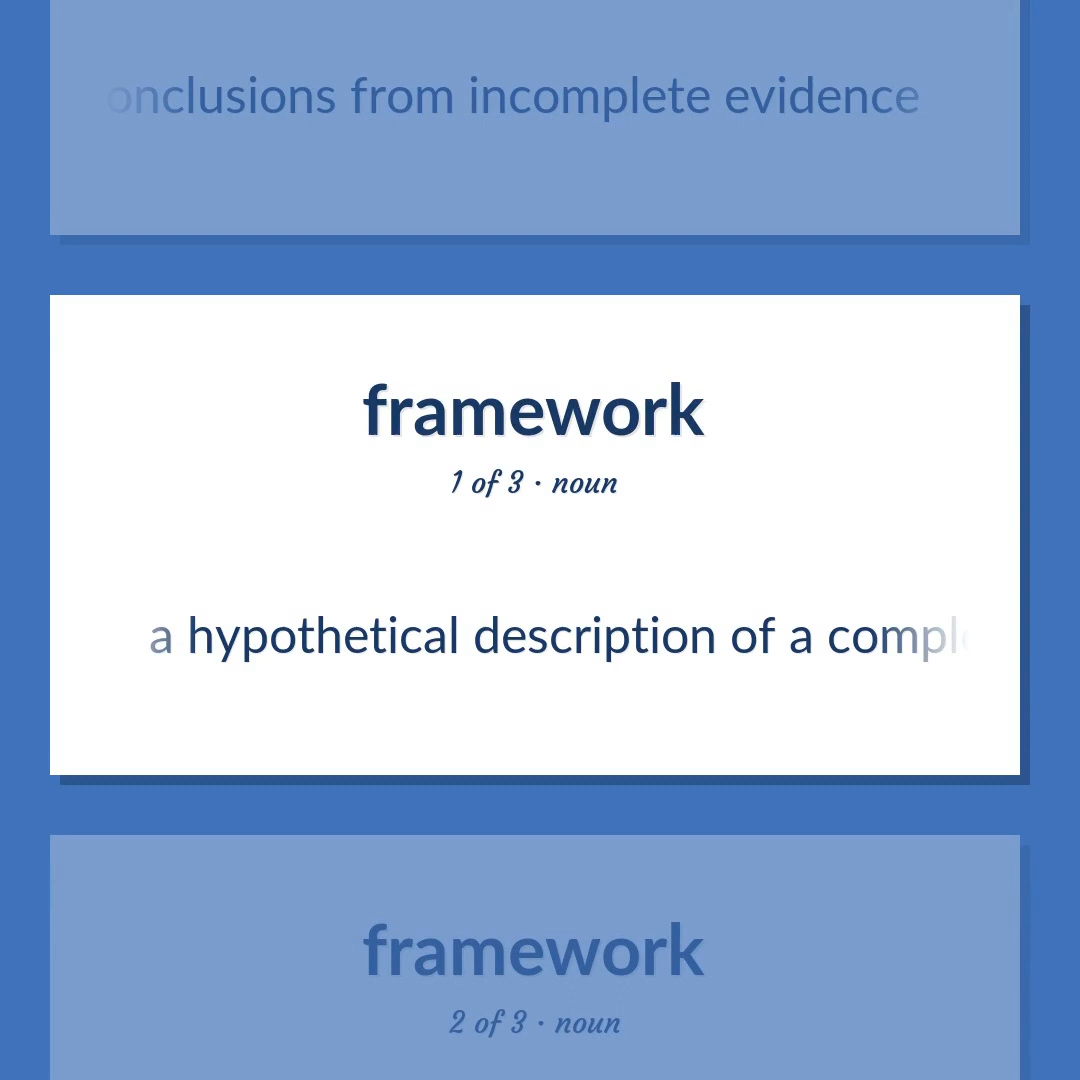 onclusions from incomplete evidence
framework
1 of 3 · noun
a hypothetical description of a compl
framework
2 of 3 · noun